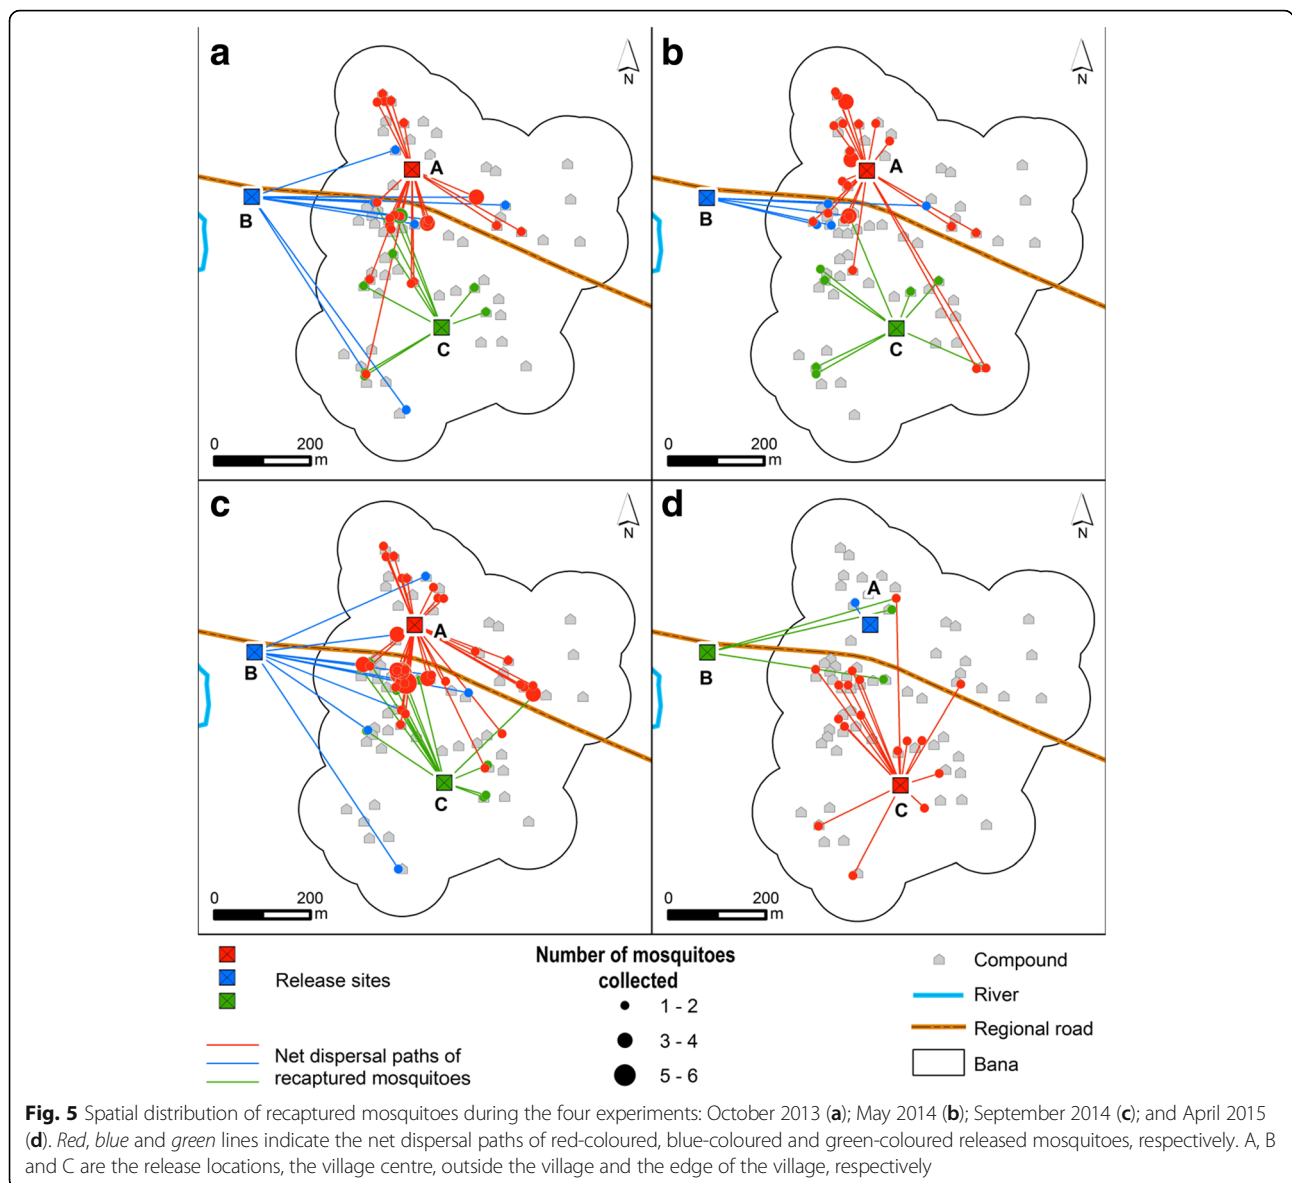 a
N
A
B
C
0 200
m
b
N
A
B
C
0 200
m
c
N
A
B
C
0 200
m
d
N
A
B
C
0 200
m
Release sites
Net dispersal paths of
recaptured mosquitoes
Number of mosquitoes
collected
1 - 2
3 - 4
5 - 6
Compound
River
Regional road
Bana
Fig. 5 Spatial distribution of recaptured mosquitoes during the four experiments: October 2013 (a); May 2014 (b); September 2014 (c); and April 2015
(d). Red, blue and green lines indicate the net dispersal paths of red-coloured, blue-coloured and green-coloured released mosquitoes, respectively. A, B
and C are the release locations, the village centre, outside the village and the edge of the village, respectively